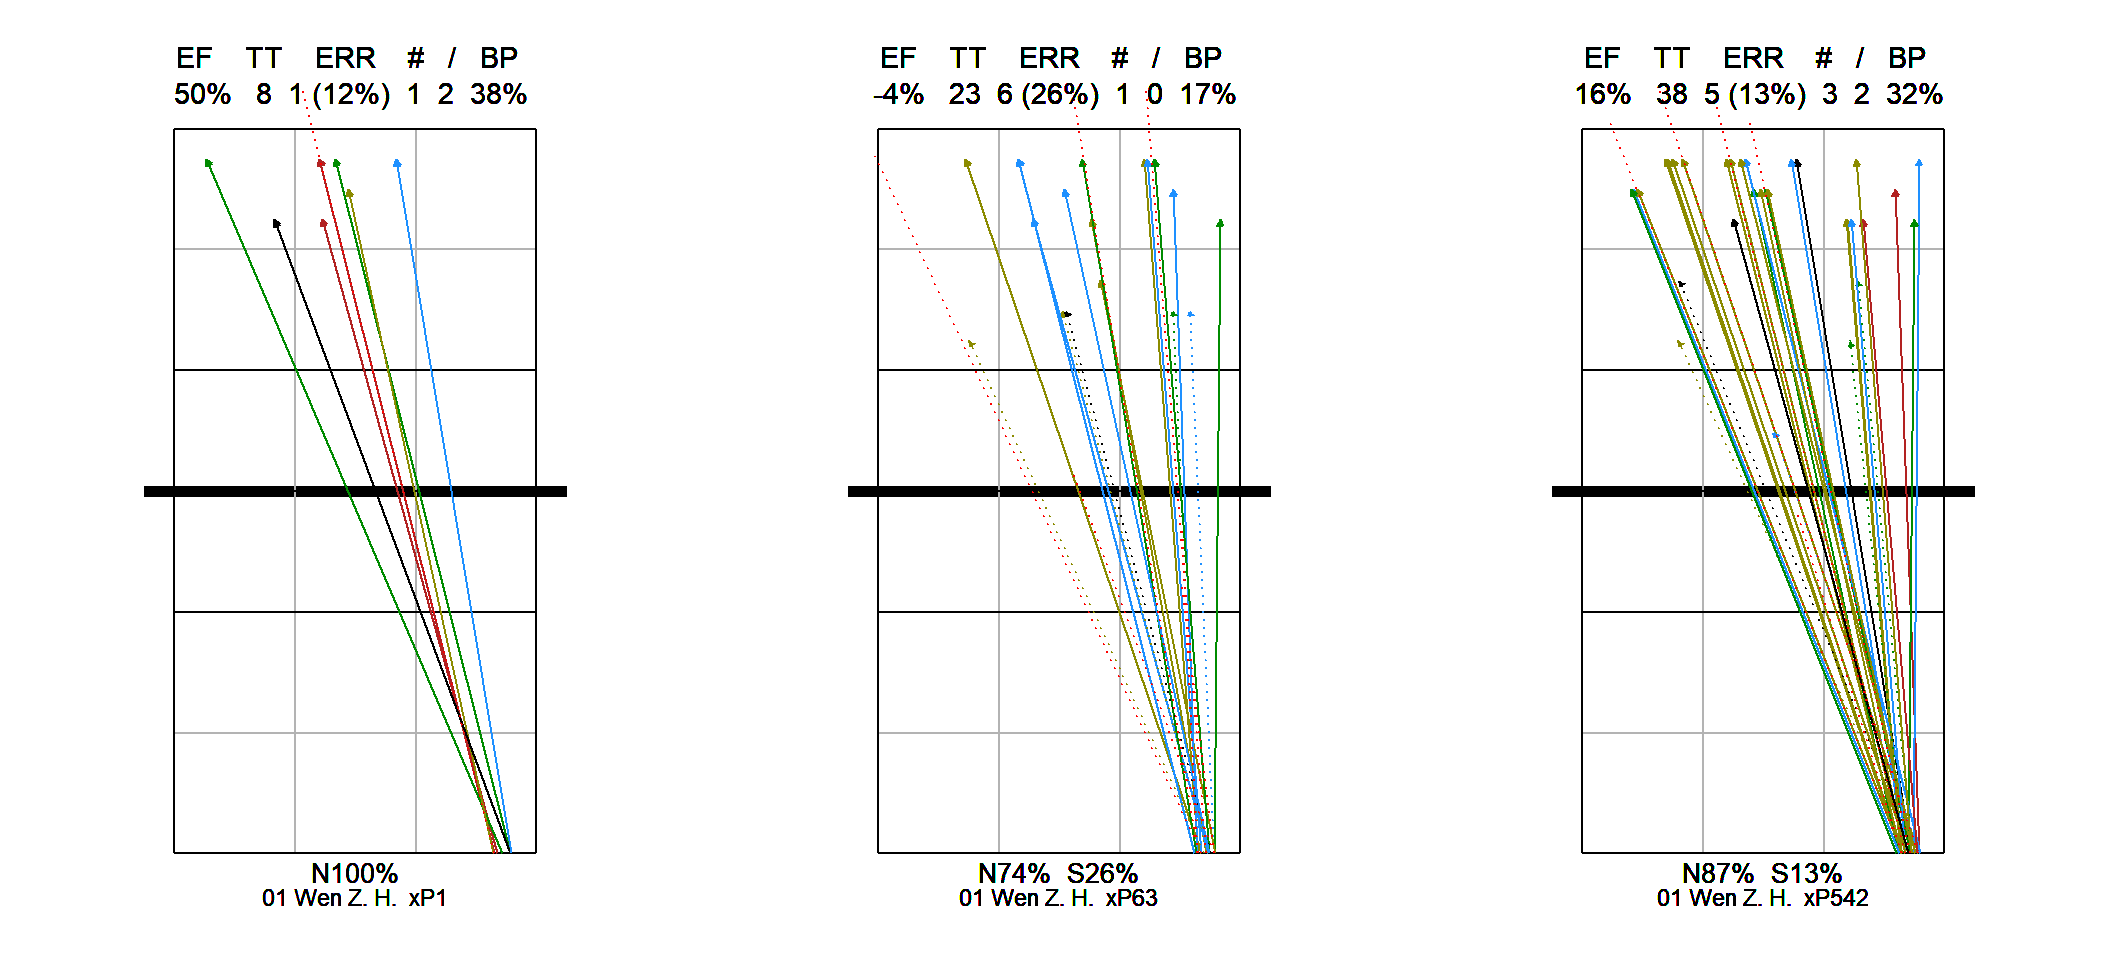 EF TT ERR # / BP
50% 8 1 (12%) 1 2 38%
N100%
01 Wen Z. H. xP1
EF TT ERR # / BP
-4% 23 6 (26%) 1 0 17%
N74% S26%
01 Wen Z. H. xP63
EF TT ERR # / BP
16% 38 5 (13%) 3 2 32%
N87% S13%
01 Wen Z. H. xP542